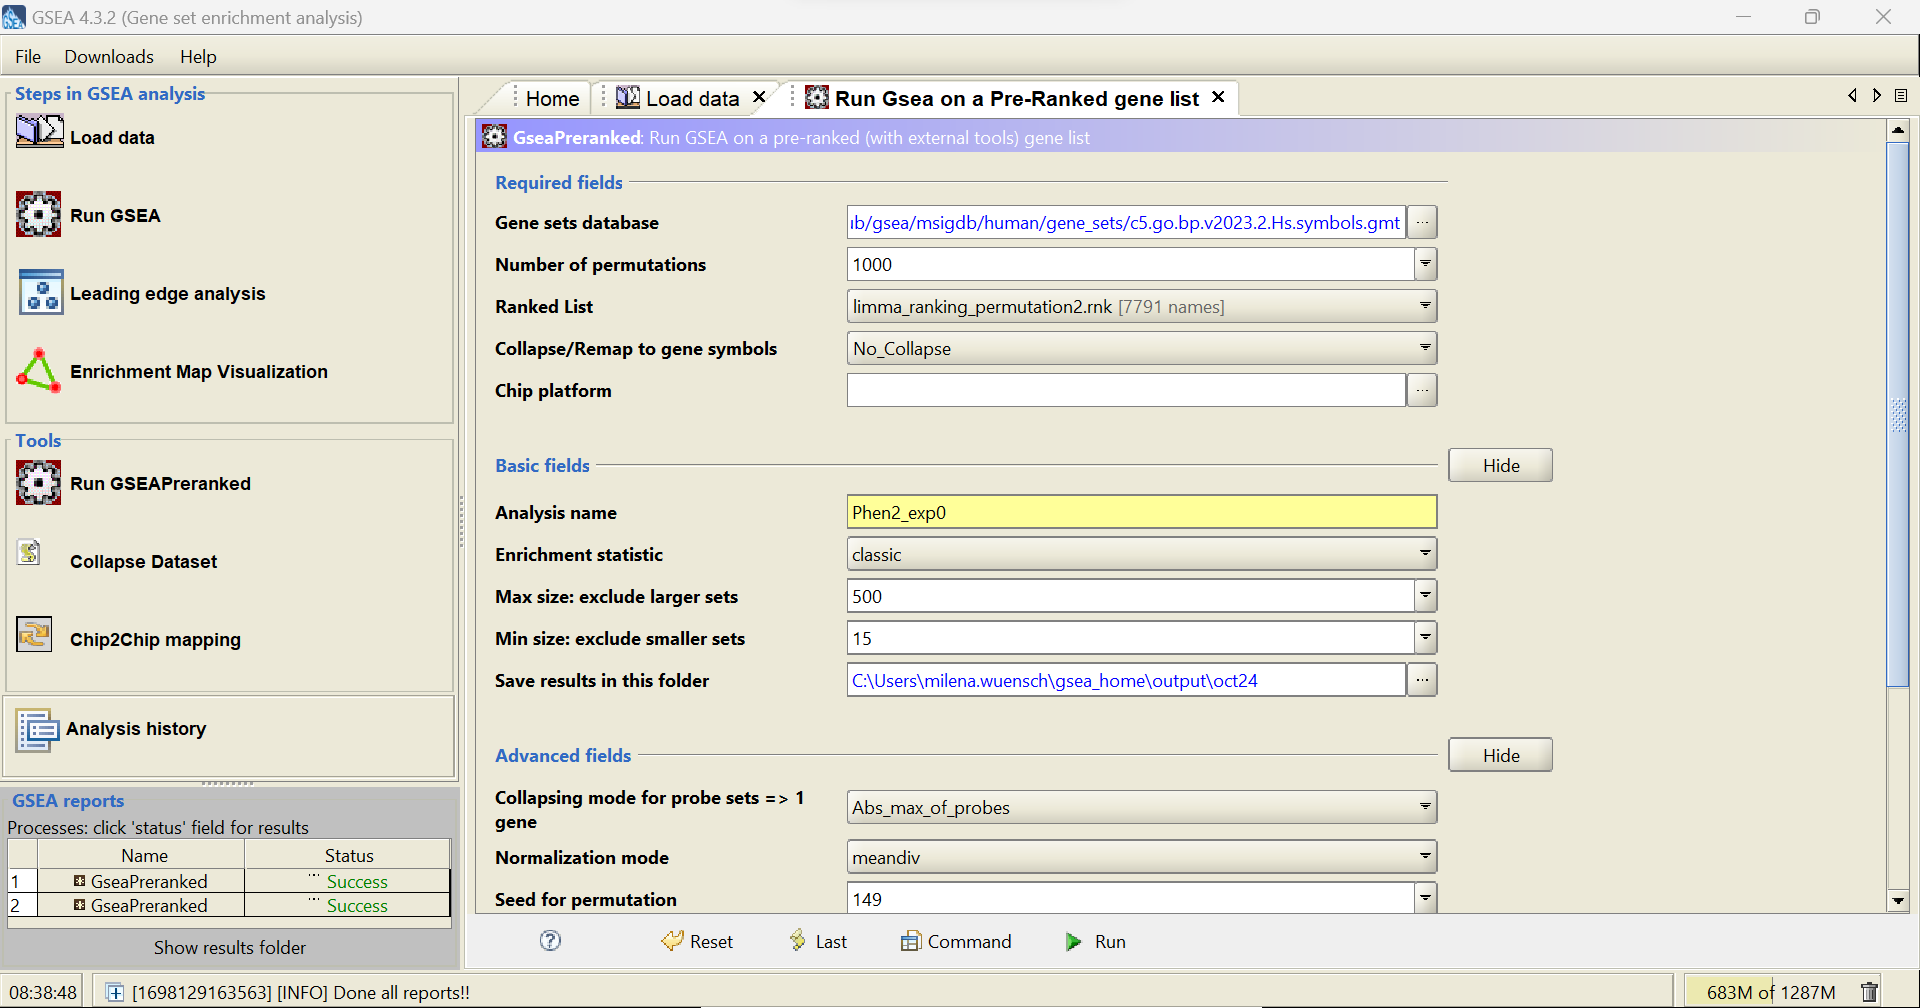 GSEA 4.3.2 (Gene set enrichment analysis)
File Downloads Help
Steps in GSEA analysis
Load data
Run GSEA
Leading edge analysis
Enrichment Map Visualization
Tools
Run GSEAPreranked
Collapse Dataset
Chip2Chip mapping
Analysis history
GSEA reports
Processes: click 'status' field for results
Name Status
1 GseaPreranked ... Success
2 GseaPreranked ... Success
Show results folder
Home Load data Run Gsea on a Pre-Ranked gene list
GseaPreranked: Run GSEA on a pre-ranked (with external tools) gene list
Required fields
Gene sets database /gsea/msigdb/human/gene_sets/c5.go.bp.v2023.2.Hs.symbols.gmt ...
Number of permutations 1000
Ranked List limma_ranking_permutation2.rnk [7791 names]
Collapse/Remap to gene symbols No_Collapse
Chip platform ...
Basic fields Hide
Analysis name Phen2_exp0
Enrichment statistic classic
Max size: exclude larger sets 500
Min size: exclude smaller sets 15
Save results in this folder C:\Users\milena.wuensch\gsea_home\output\oct24 ...
Advanced fields Hide
Collapsing mode for probe sets => 1
gene Abs_max_of_probes
Normalization mode meandiv
Seed for permutation 149
? Reset Last Command Run
08:38:48 [1698129163563] [INFO] Done all reports!! 683M of 1287M